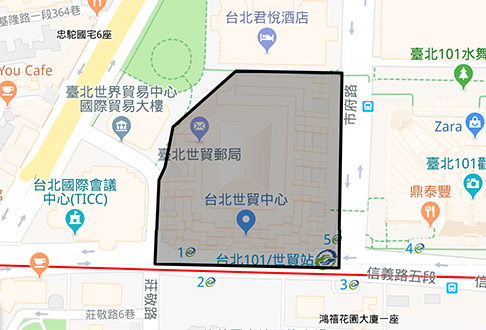 基隆路一段364巷
忠駝國宅6座
台北君悅酒店
臺北101水舞
You Cafe
臺北世界貿易中心
國際貿易大樓
市府路
Zara
臺北世貿郵局
臺北101觀
台北國際會議
中心(TICC)
台北世貿中心
鼎泰豐
5
1
台北101/世貿站
信義路五段
2
3
4
莊敬路
莊敬路6巷
鴻禧花園大廈一座